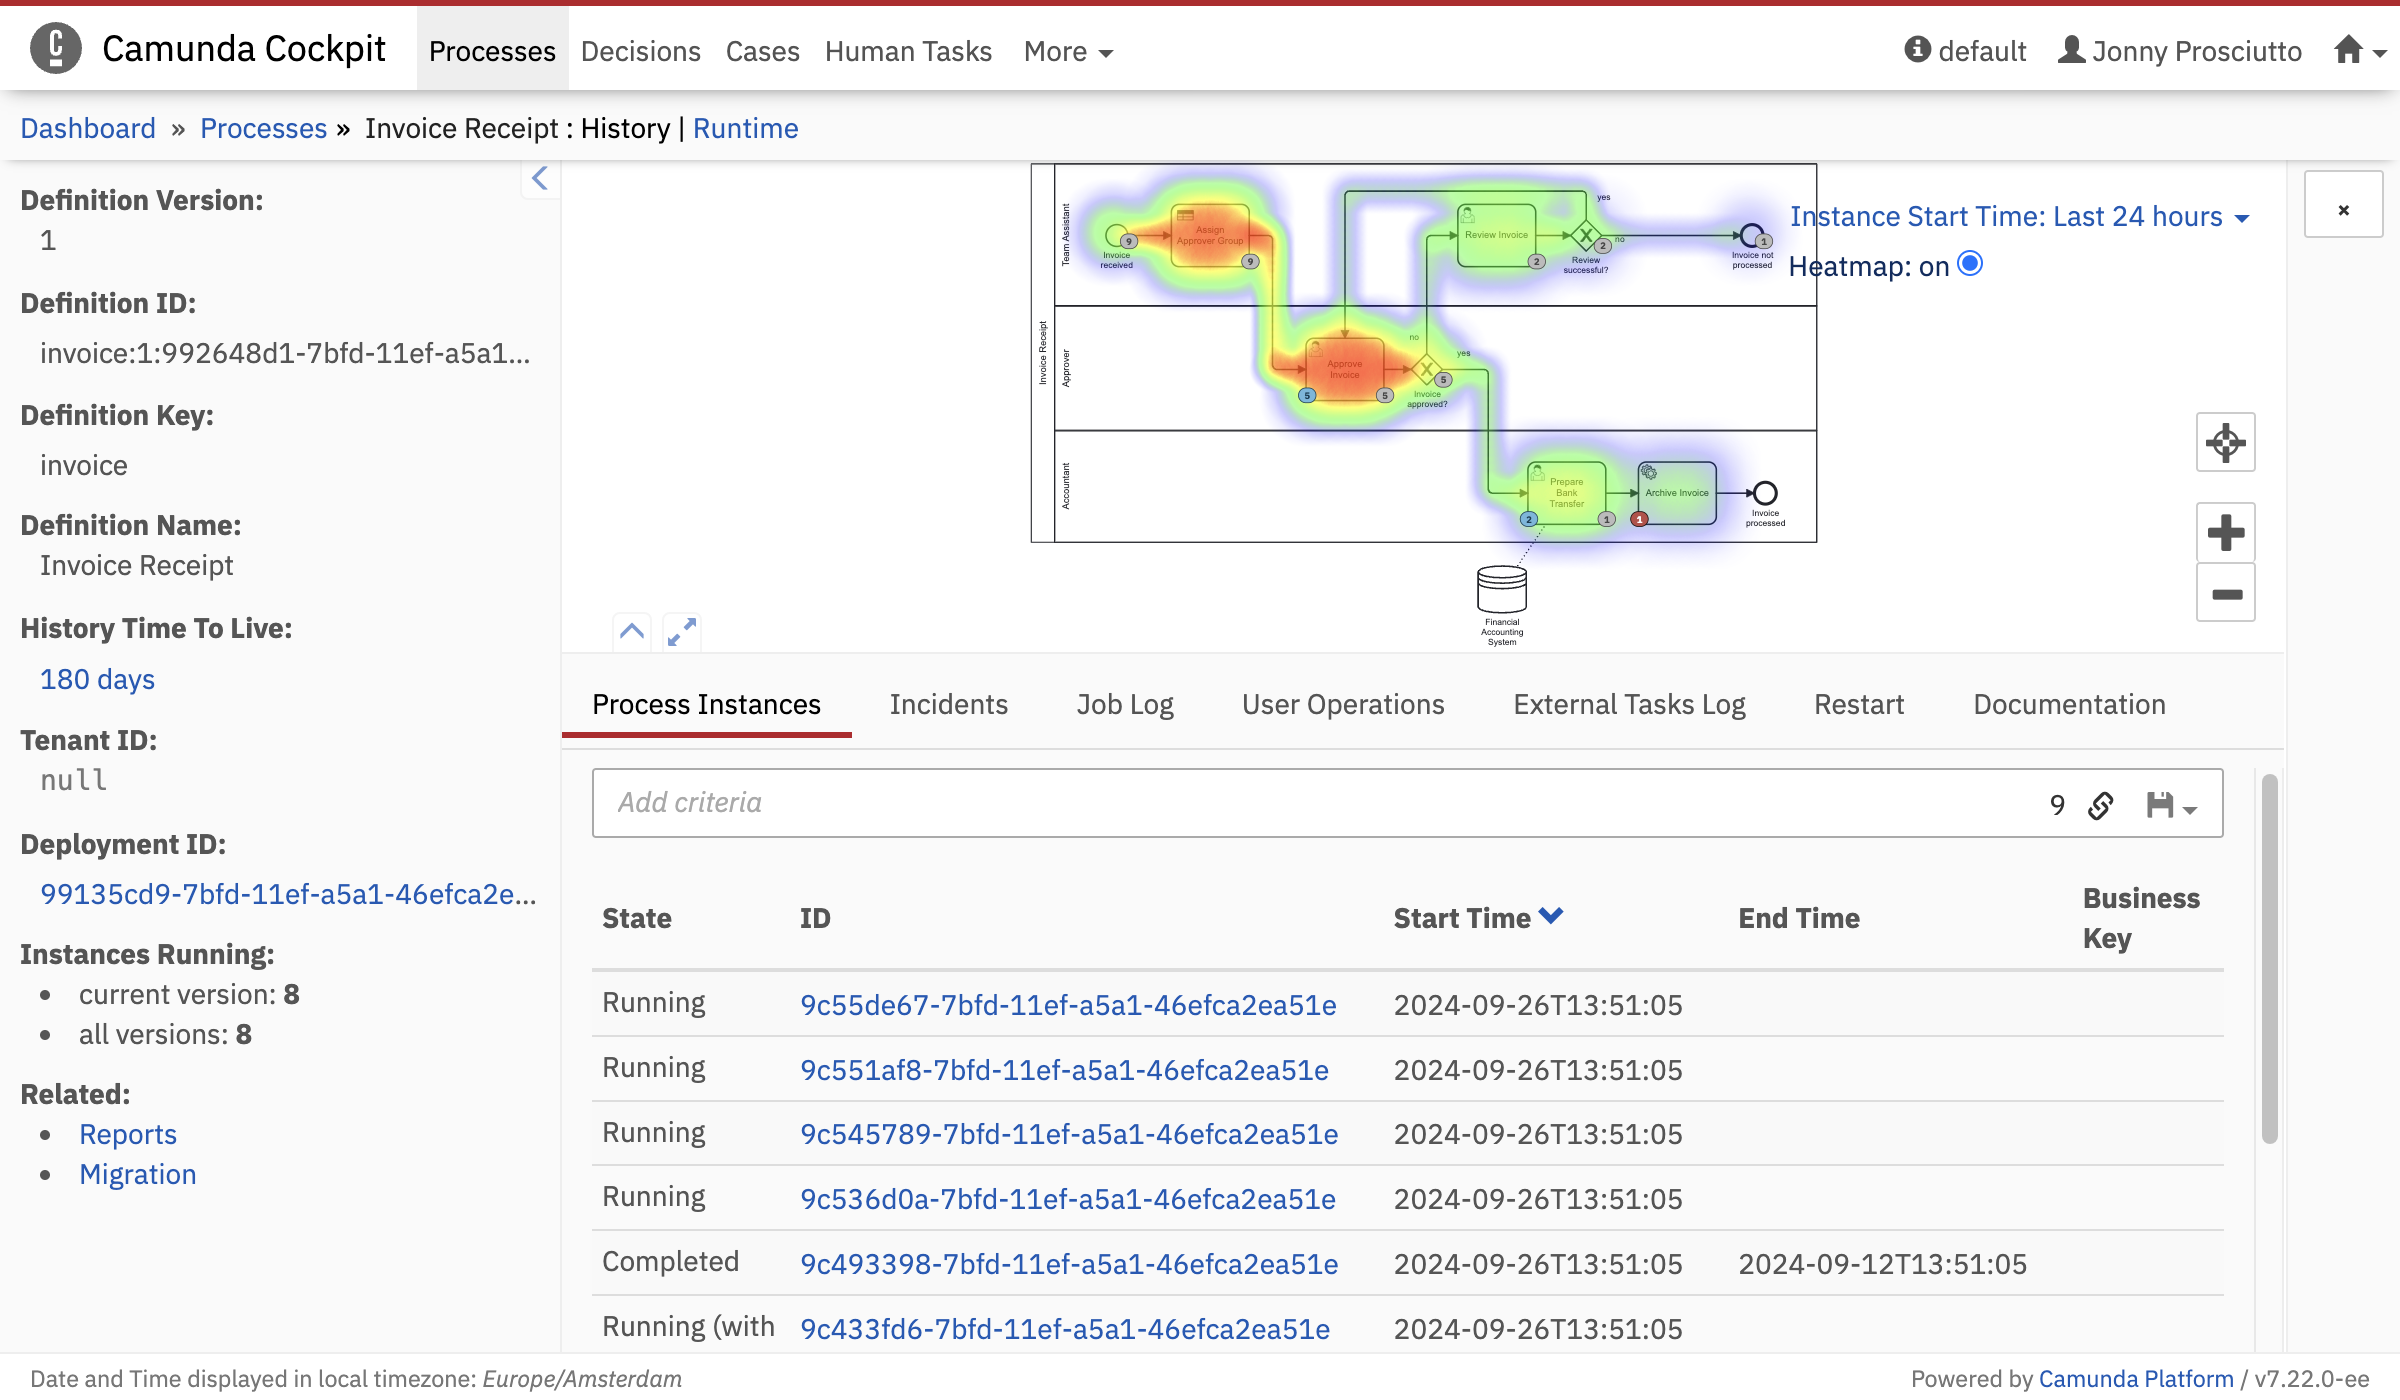 Camunda Cockpit
Processes
Decisions
Cases
Human Tasks
More
default
Jonny Prosciutto
Dashboard » Processes » Invoice Receipt : History | Runtime
Definition Version:
1
Definition ID:
invoice:1:992648d1-7bfd-11ef-a5a1...
Definition Key:
invoice
Definition Name:
Invoice Receipt
History Time To Live:
180 days
Tenant ID:
null
Deployment ID:
99135cd9-7bfd-11ef-a5a1-46efca2e...
Instances Running:
current version: 8
all versions: 8
Related:
Reports
Migration
Invoice Receipt
Team Assistant
Invoice
received
9
Assign
Approver Group
9
Review Invoice
2
yes
2
no
Review
successful?
1
Invoice not
processed
Approver
Approve
Invoice
5
5
no
yes
5
Invoice
approved?
Accountant
Prepare
Bank
Transfer
2
1
Archive Invoice
1
Invoice
processed
Financial
Accounting
System
Instance Start Time: Last 24 hours
Heatmap: on
×
Process Instances
Incidents
Job Log
User Operations
External Tasks Log
Restart
Documentation
Add criteria
9
State ID Start Time End Time Business Key
Running 9c55de67-7bfd-11ef-a5a1-46efca2ea51e 2024-09-26T13:51:05
Running 9c551af8-7bfd-11ef-a5a1-46efca2ea51e 2024-09-26T13:51:05
Running 9c545789-7bfd-11ef-a5a1-46efca2ea51e 2024-09-26T13:51:05
Running 9c536d0a-7bfd-11ef-a5a1-46efca2ea51e 2024-09-26T13:51:05
Completed 9c493398-7bfd-11ef-a5a1-46efca2ea51e 2024-09-26T13:51:05 2024-09-12T13:51:05
Running (with 9c433fd6-7bfd-11ef-a5a1-46efca2ea51e 2024-09-26T13:51:05
Date and Time displayed in local timezone: Europe/Amsterdam
Powered by Camunda Platform / v7.22.0-ee